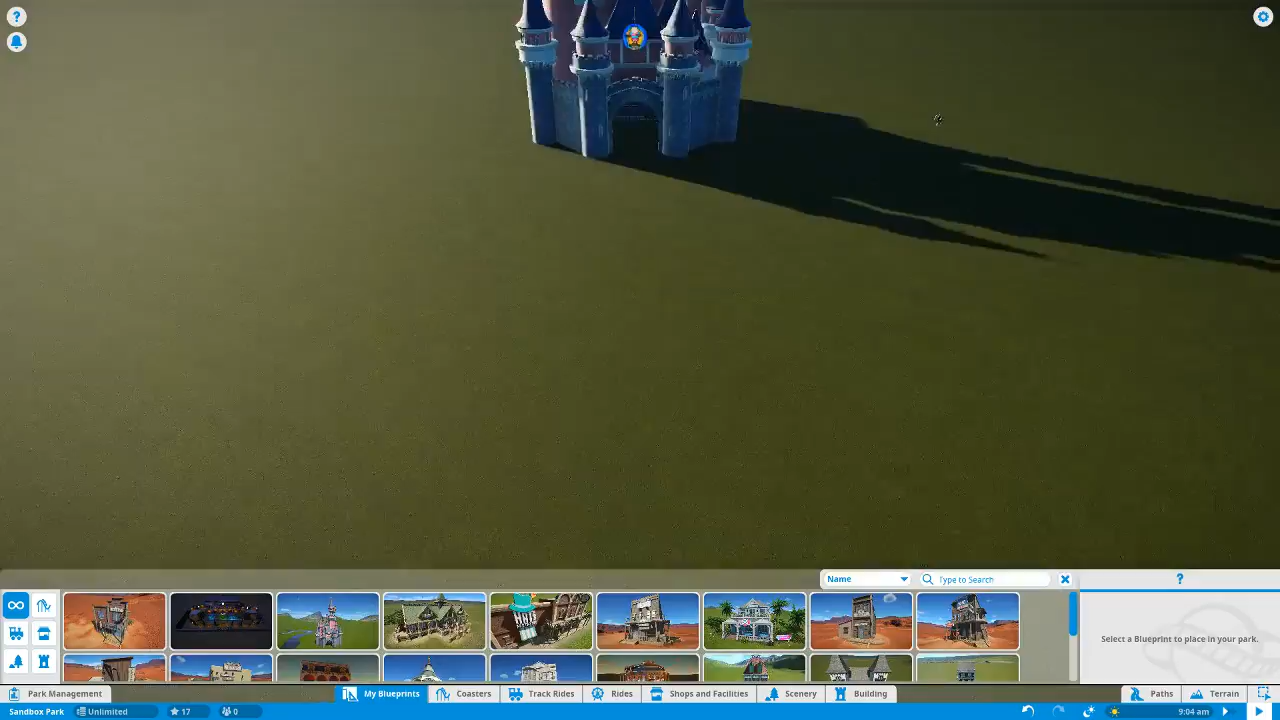 Name
Type to Search
Select a Blueprint to place in your park.
Park Management
My Blueprints
Coasters
Track Rides
Rides
Shops and Facilities
Scenery
Building
Paths
Terrain
Sandbox Park
Unlimited
17
0
9:04 am